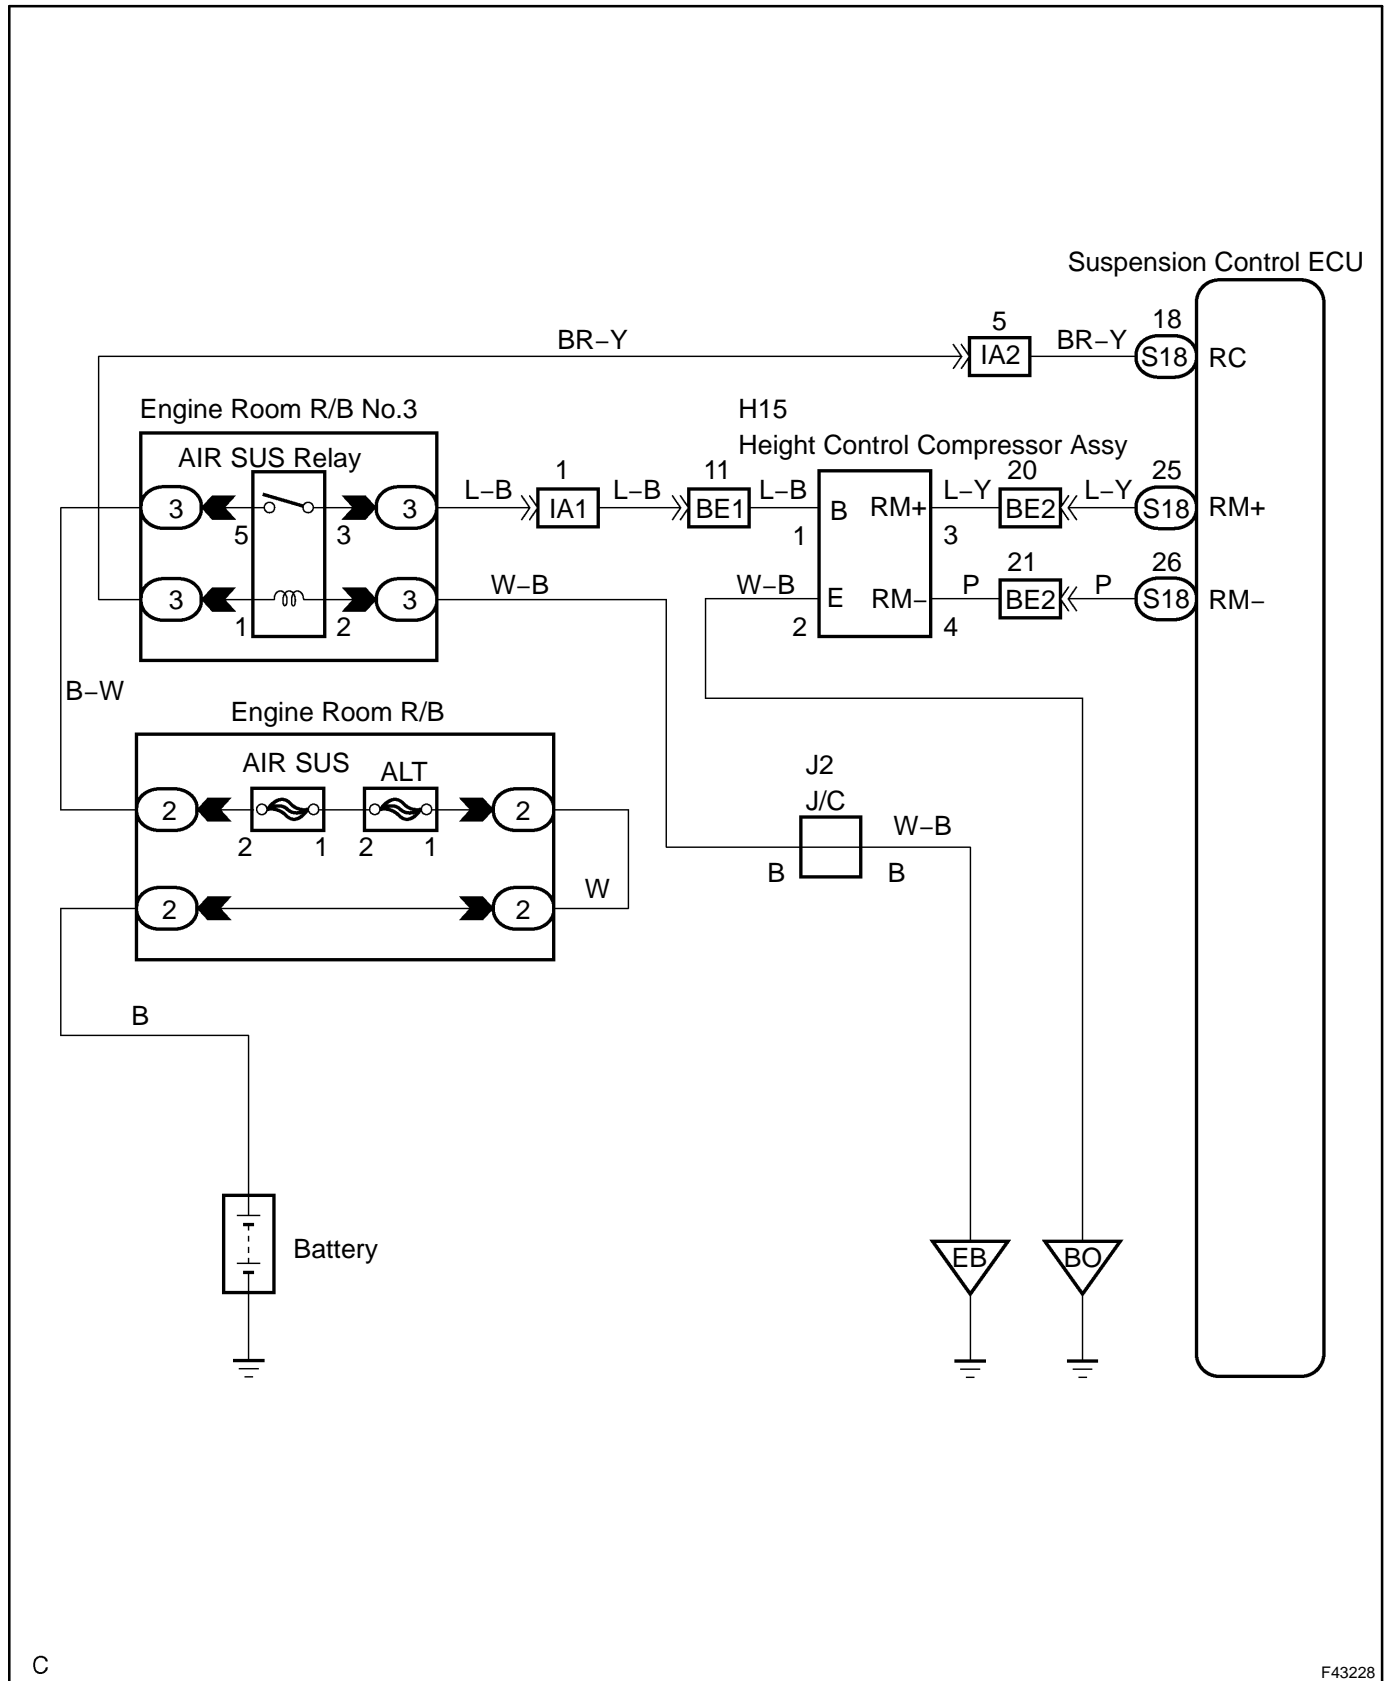 Suspension Control ECU
5
18
BR–Y
BR–Y
IA2
S18
RC
Engine Room R/B No.3
H15
Height Control Compressor Assy
AIR SUS Relay
1
11
20
25
L–B
L–B
L–B
L–Y
L–Y
3
3
IA1
BE1
B
RM+
BE2
S18
RM+
5
3
1
3
21
26
W–B
W–B
P
P
3
3
E
RM–
BE2
S18
RM–
1
2
2
4
B–W
Engine Room R/B
AIR SUS
ALT
J2
J/C
2
2
W–B
2
1
2
1
B
B
W
2
2
B
Battery
EB
BO
C
F43228